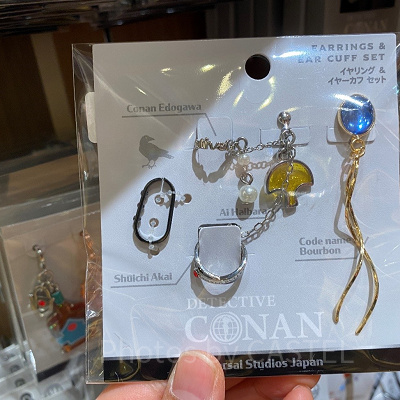 EARRINGS &
EAR CUFF SET
イヤリング &
イヤーカフ セット
Conan Edogawa
Ai Haibara
Code name
Bourbon
Shūichi Akai
DETECTIVE
CONAN
Universal Studios Japan